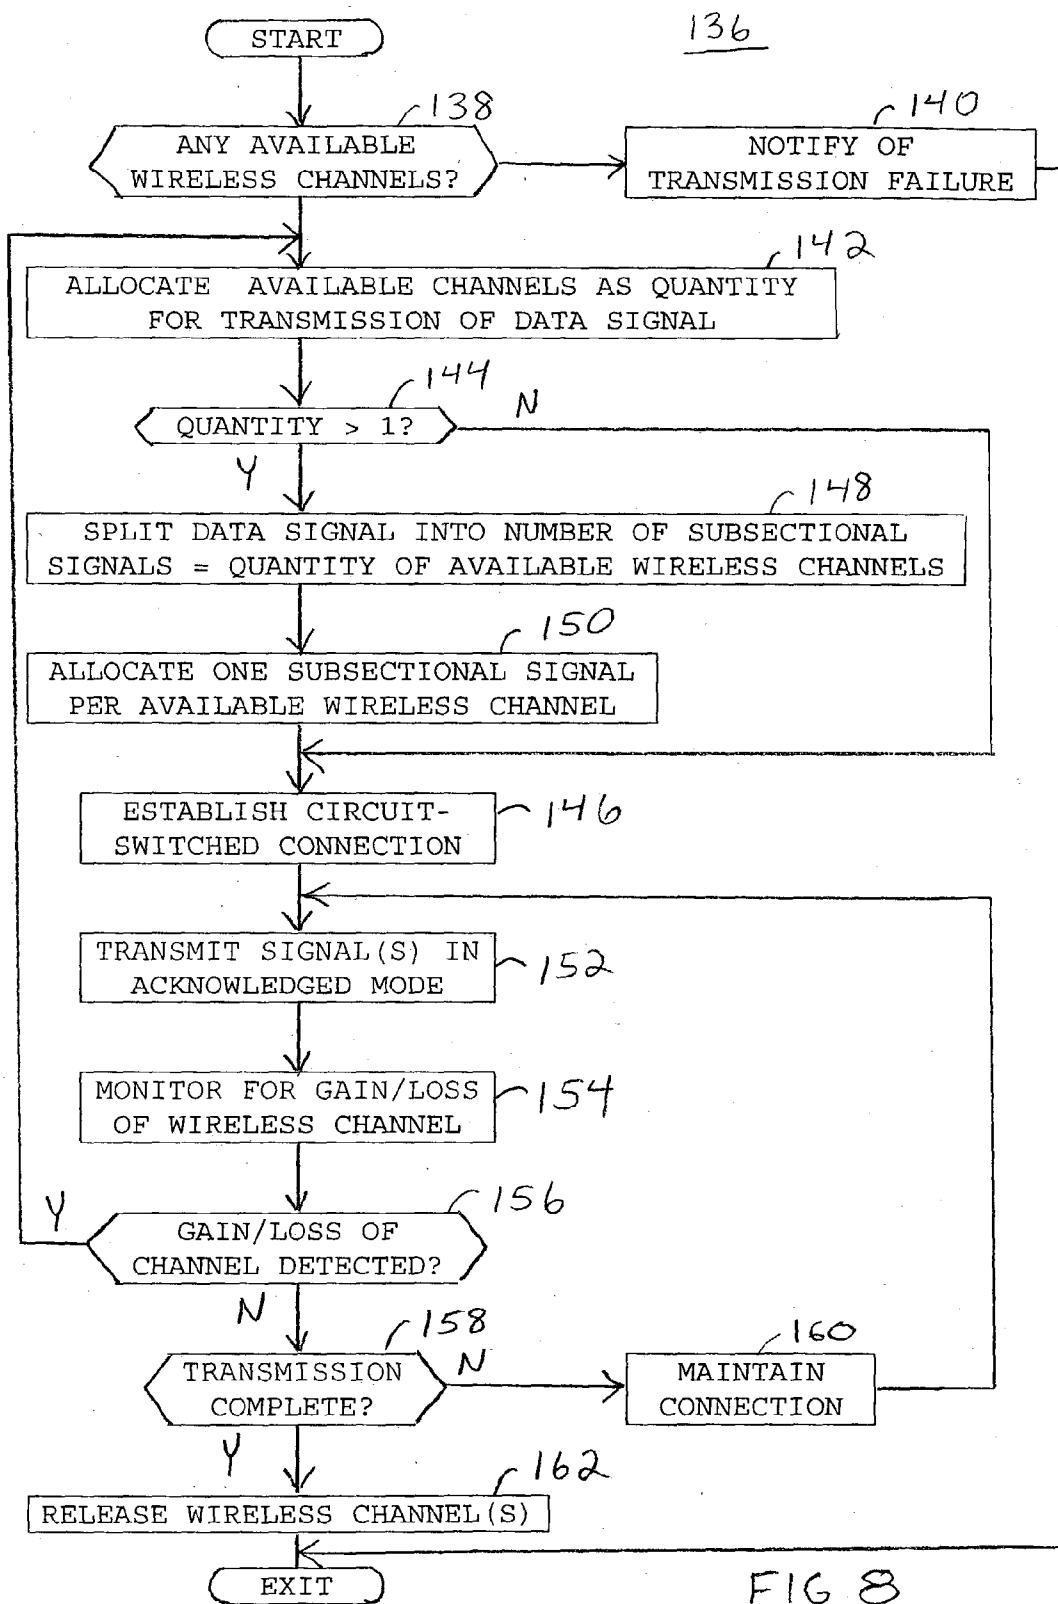 START
136
138
ANY AVAILABLE
WIRELESS CHANNELS?
140
NOTIFY OF
TRANSMISSION FAILURE
142
ALLOCATE AVAILABLE CHANNELS AS QUANTITY
FOR TRANSMISSION OF DATA SIGNAL
144
QUANTITY > 1?
N
Y
148
SPLIT DATA SIGNAL INTO NUMBER OF SUBSECTIONAL
SIGNALS = QUANTITY OF AVAILABLE WIRELESS CHANNELS
150
ALLOCATE ONE SUBSECTIONAL SIGNAL
PER AVAILABLE WIRELESS CHANNEL
ESTABLISH CIRCUIT-
SWITCHED CONNECTION
146
TRANSMIT SIGNAL(S) IN
ACKNOWLEDGED MODE
152
MONITOR FOR GAIN/LOSS
OF WIRELESS CHANNEL
154
156
Y
GAIN/LOSS OF
CHANNEL DETECTED?
N
158
TRANSMISSION
COMPLETE?
N
160
MAINTAIN
CONNECTION
Y
162
RELEASE WIRELESS CHANNEL(S)
EXIT
FIG 8